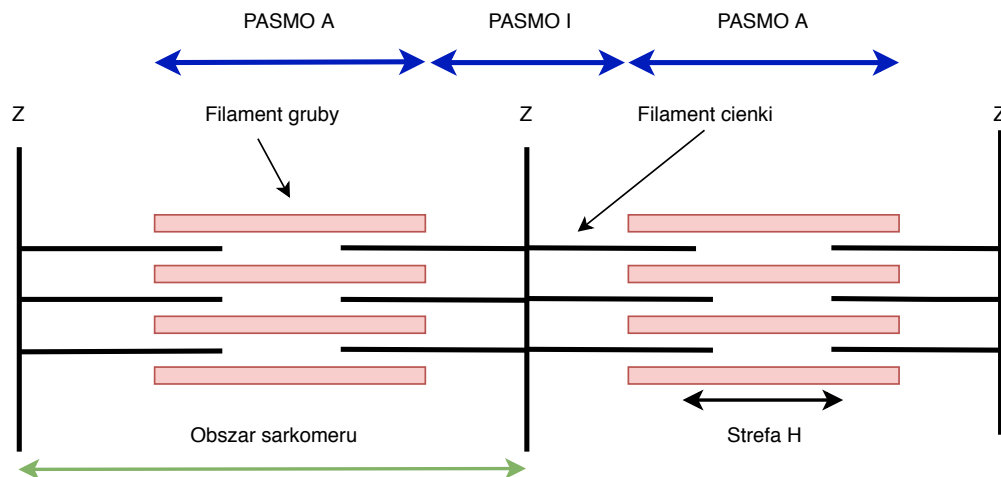 PASMO A
PASMO I
PASMO A
Z
Filament gruby
Z
Filament cienki
Z
Obszar sarkomeru
Strefa H